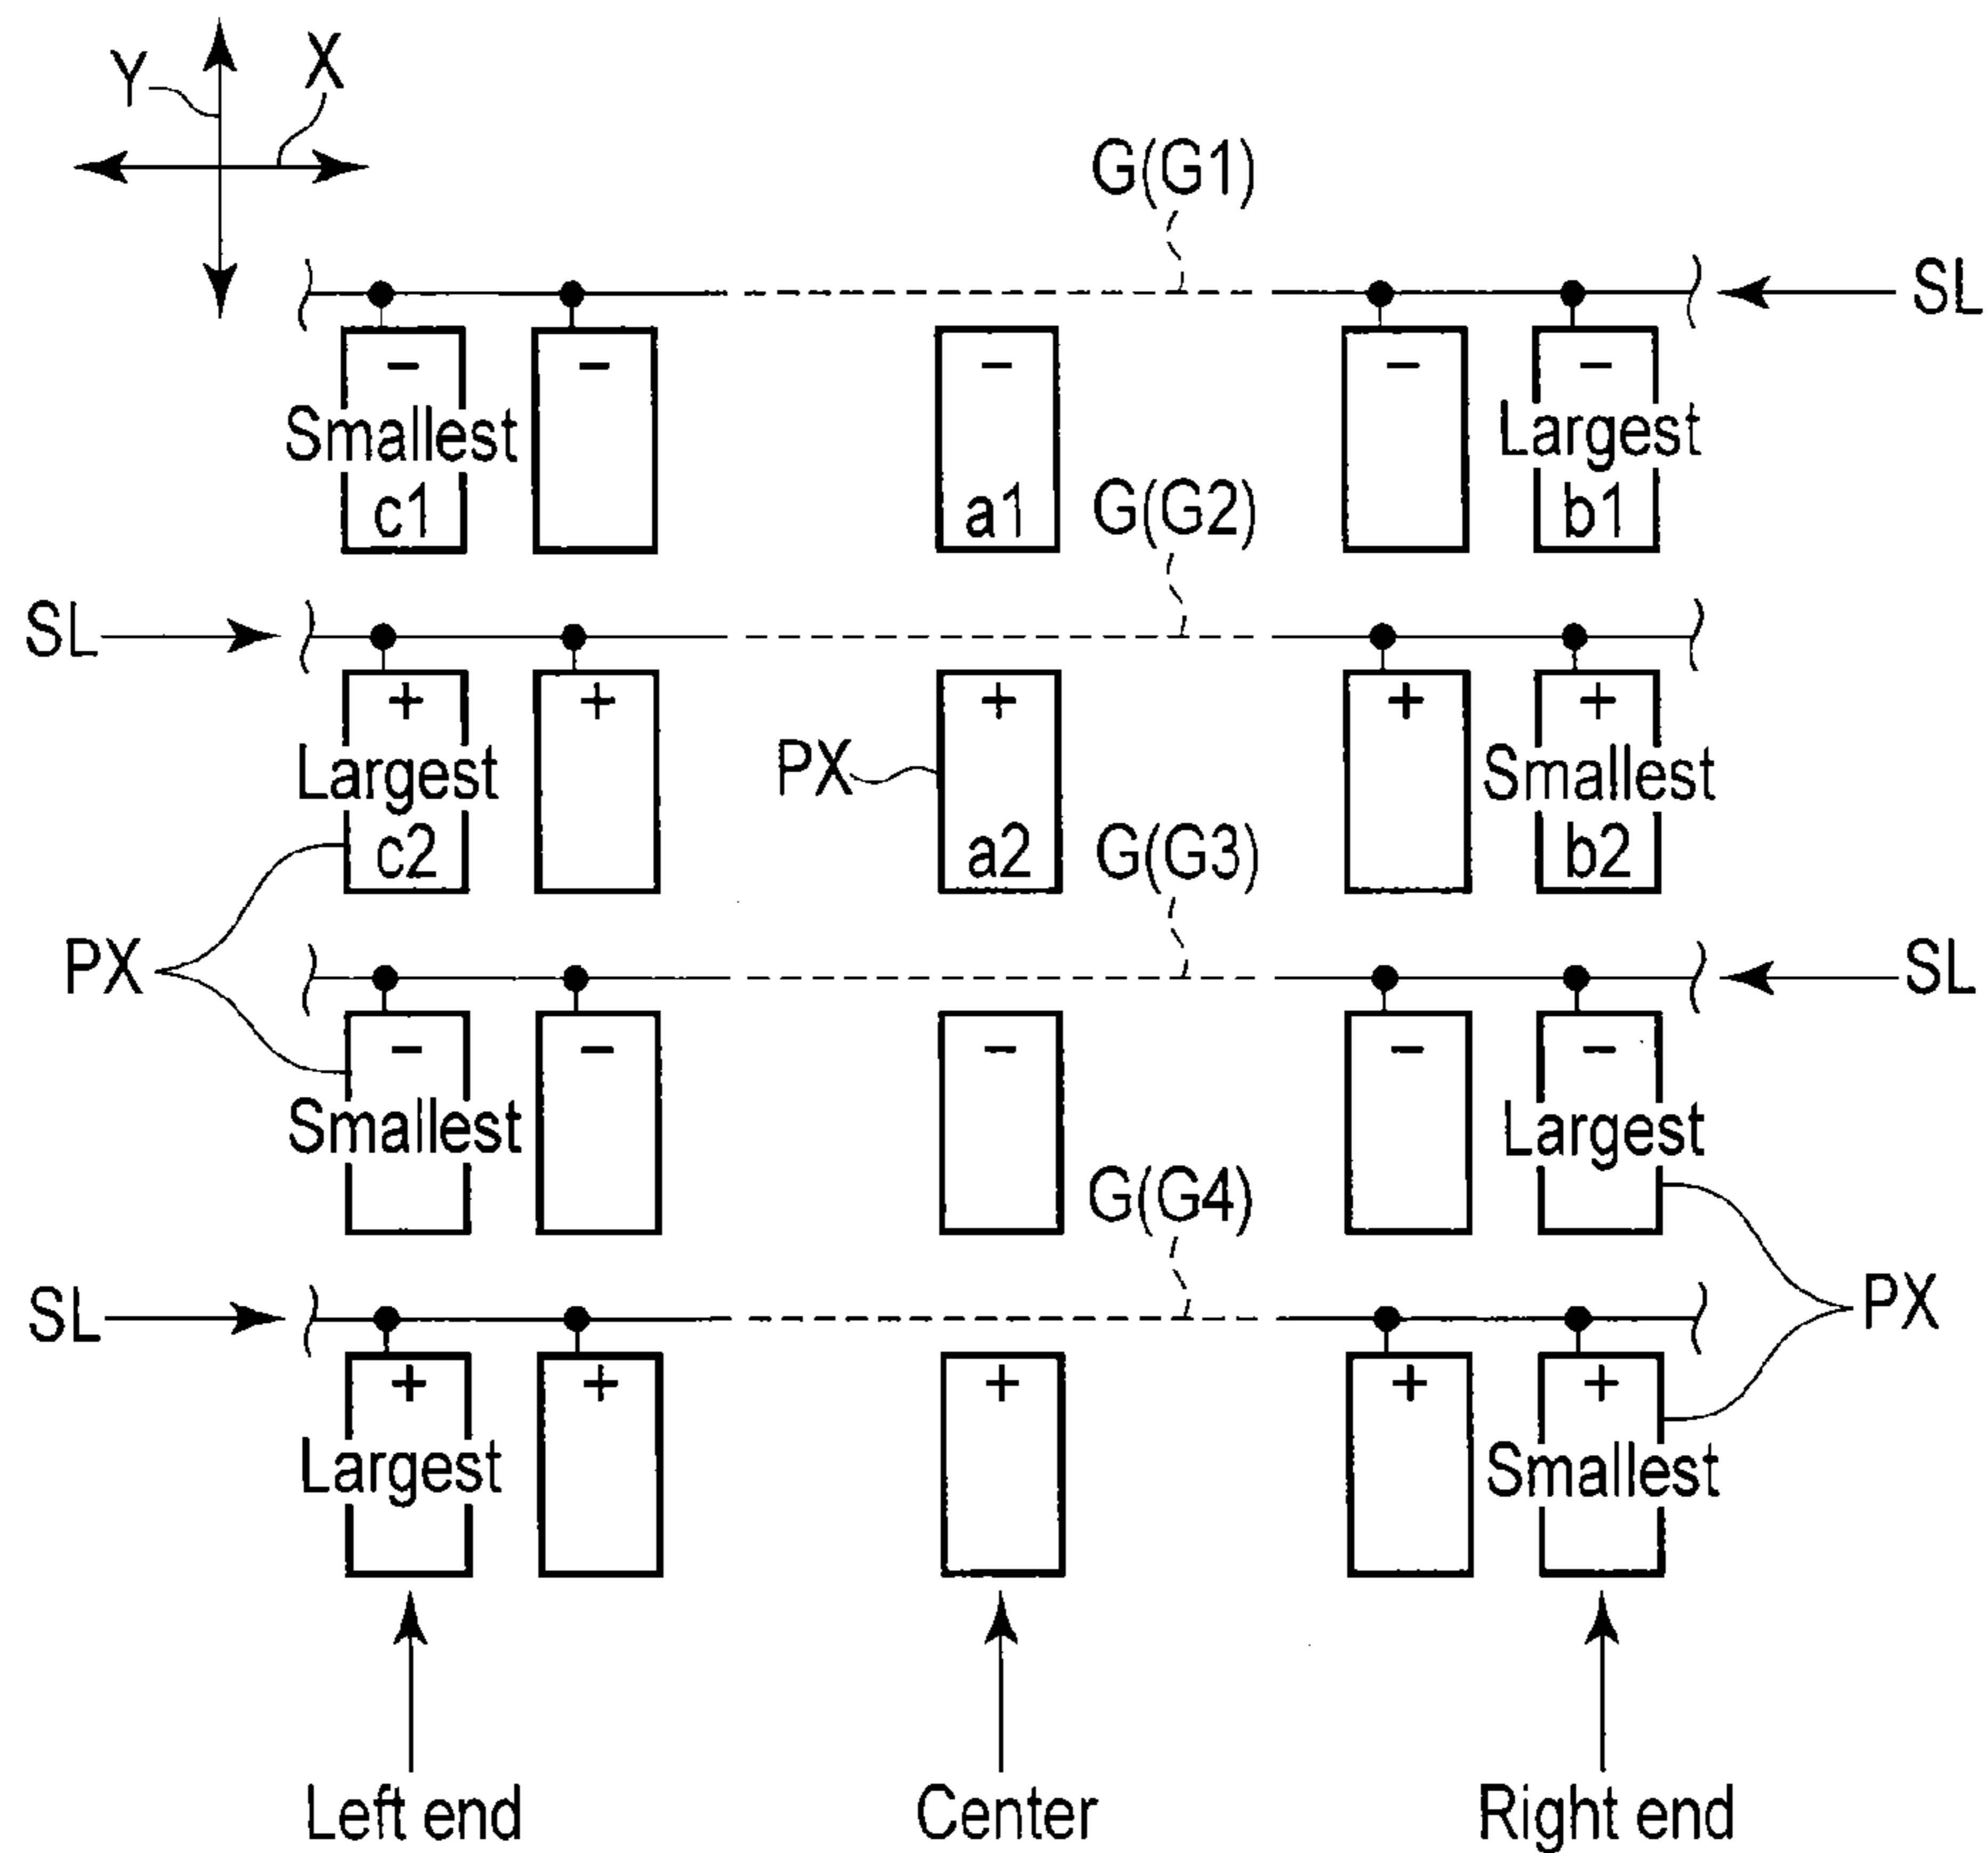 Y
X
G(G1)
SL
− − − − −
Smallest
Largest
c1
a1
G(G2)
b1
SL
+ + + + +
Largest
PX
Smallest
c2
a2
G(G3)
b2
PX
SL
− − − − −
Smallest
Largest
G(G4)
SL
PX
+ + + + +
Largest
Smallest
Left end
Center
Right end